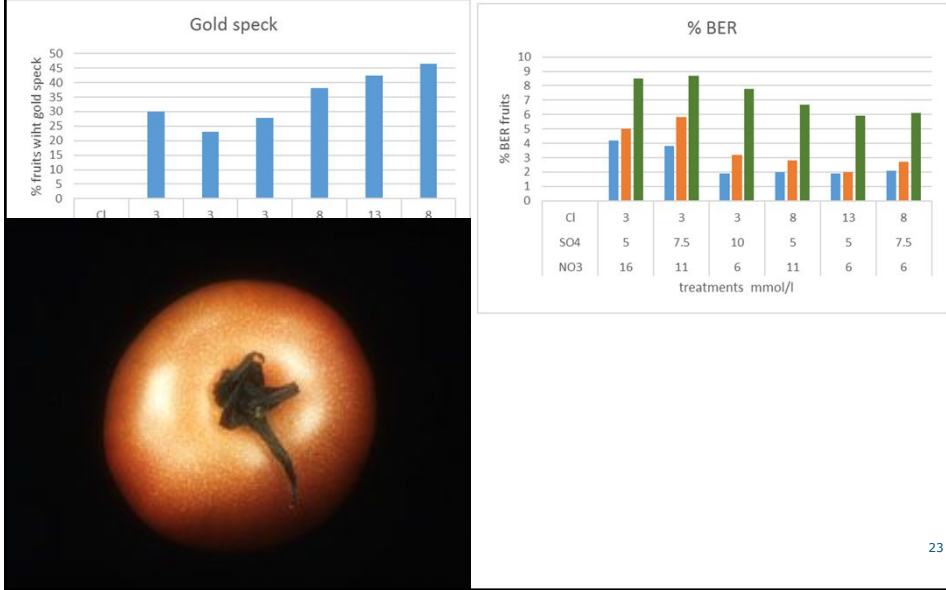 Gold speck
% fruits wiht gold speck
50
45
40
35
30
25
20
15
10
5
0
Cl 3 3 3 8 13 8
% BER
% BER fruits
10
9
8
7
6
5
4
3
2
1
0
Cl 3 3 3 8 13 8
SO4 5 7.5 10 5 5 7.5
NO3 16 11 6 11 6 6
treatments mmol/l
23